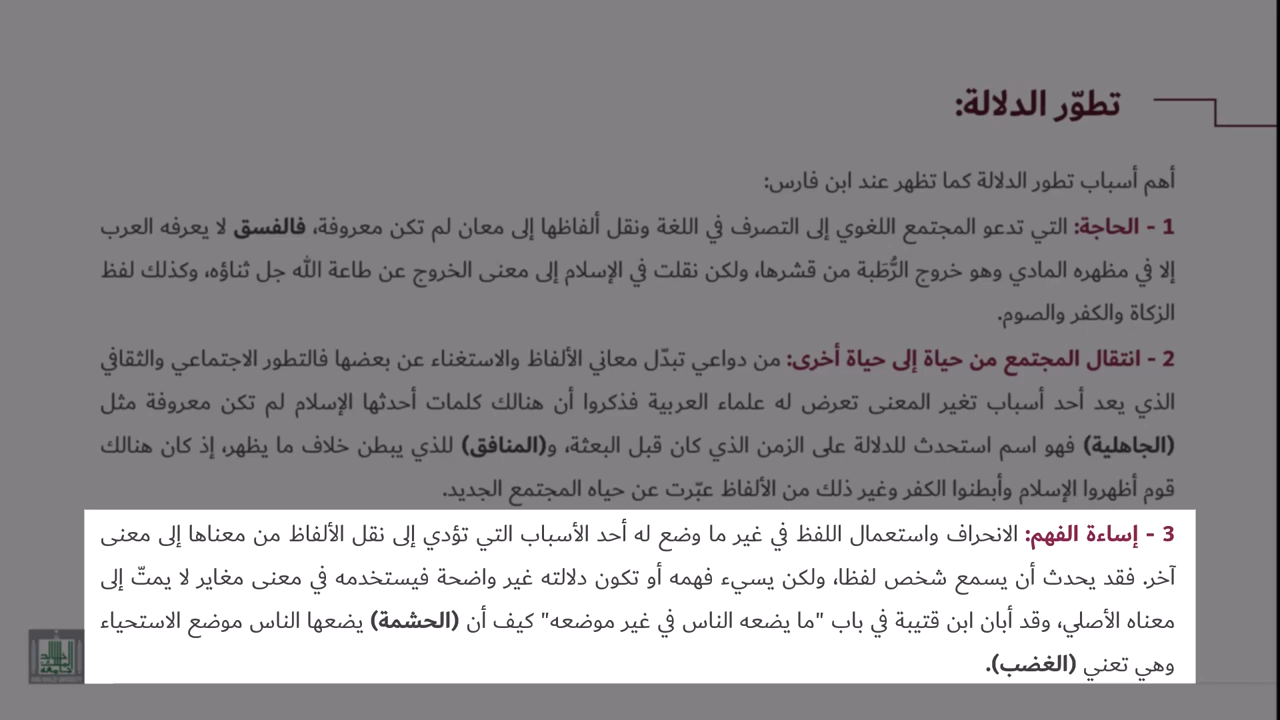 تطوّر الدلالة:
أهم أسباب تطور الدلالة كما تظهر عند ابن فارس:
1 - الحاجة: التي تدعو المجتمع اللغوي إلى التصرف في اللغة ونقل ألفاظها إلى معان لم تكن معروفة، فالفسق لا يعرفه العرب
إلا في مظهره المادي وهو خروج الرُّطَبة من قشرها، ولكن نقلت في الإسلام إلى معنى الخروج عن طاعة الله جل ثناؤه، وكذلك لفظ
الزكاة والكفر والصوم.
2 - انتقال المجتمع من حياة إلى حياة أخرى: من دواعي تبدّل معاني الألفاظ والاستغناء عن بعضها فالتطور الاجتماعي والثقافي
الذي يعد أحد أسباب تغير المعنى تعرض له علماء العربية فذكروا أن هنالك كلمات أحدثها الإسلام لم تكن معروفة مثل
(الجاهلية) فهو اسم استحدث للدلالة على الزمن الذي كان قبل البعثة، و(المنافق) للذي يبطن خلاف ما يظهر، إذ كان هنالك
قوم أظهروا الإسلام وأبطنوا الكفر وغير ذلك من الألفاظ عبّرت عن حياه المجتمع الجديد.
3 - إساءة الفهم: الانحراف واستعمال اللفظ في غير ما وضع له أحد الأسباب التي تؤدي إلى نقل الألفاظ من معناها إلى معنى
آخر. فقد يحدث أن يسمع شخص لفظا، ولكن يسيء فهمه أو تكون دلالته غير واضحة فيستخدمه في معنى مغاير لا يمتّ إلى
معناه الأصلي، وقد أبان ابن قتيبة في باب "ما يضعه الناس في غير موضعه" كيف أن (الحشمة) يضعها الناس موضع الاستحياء
وهي تعني (الغضب).